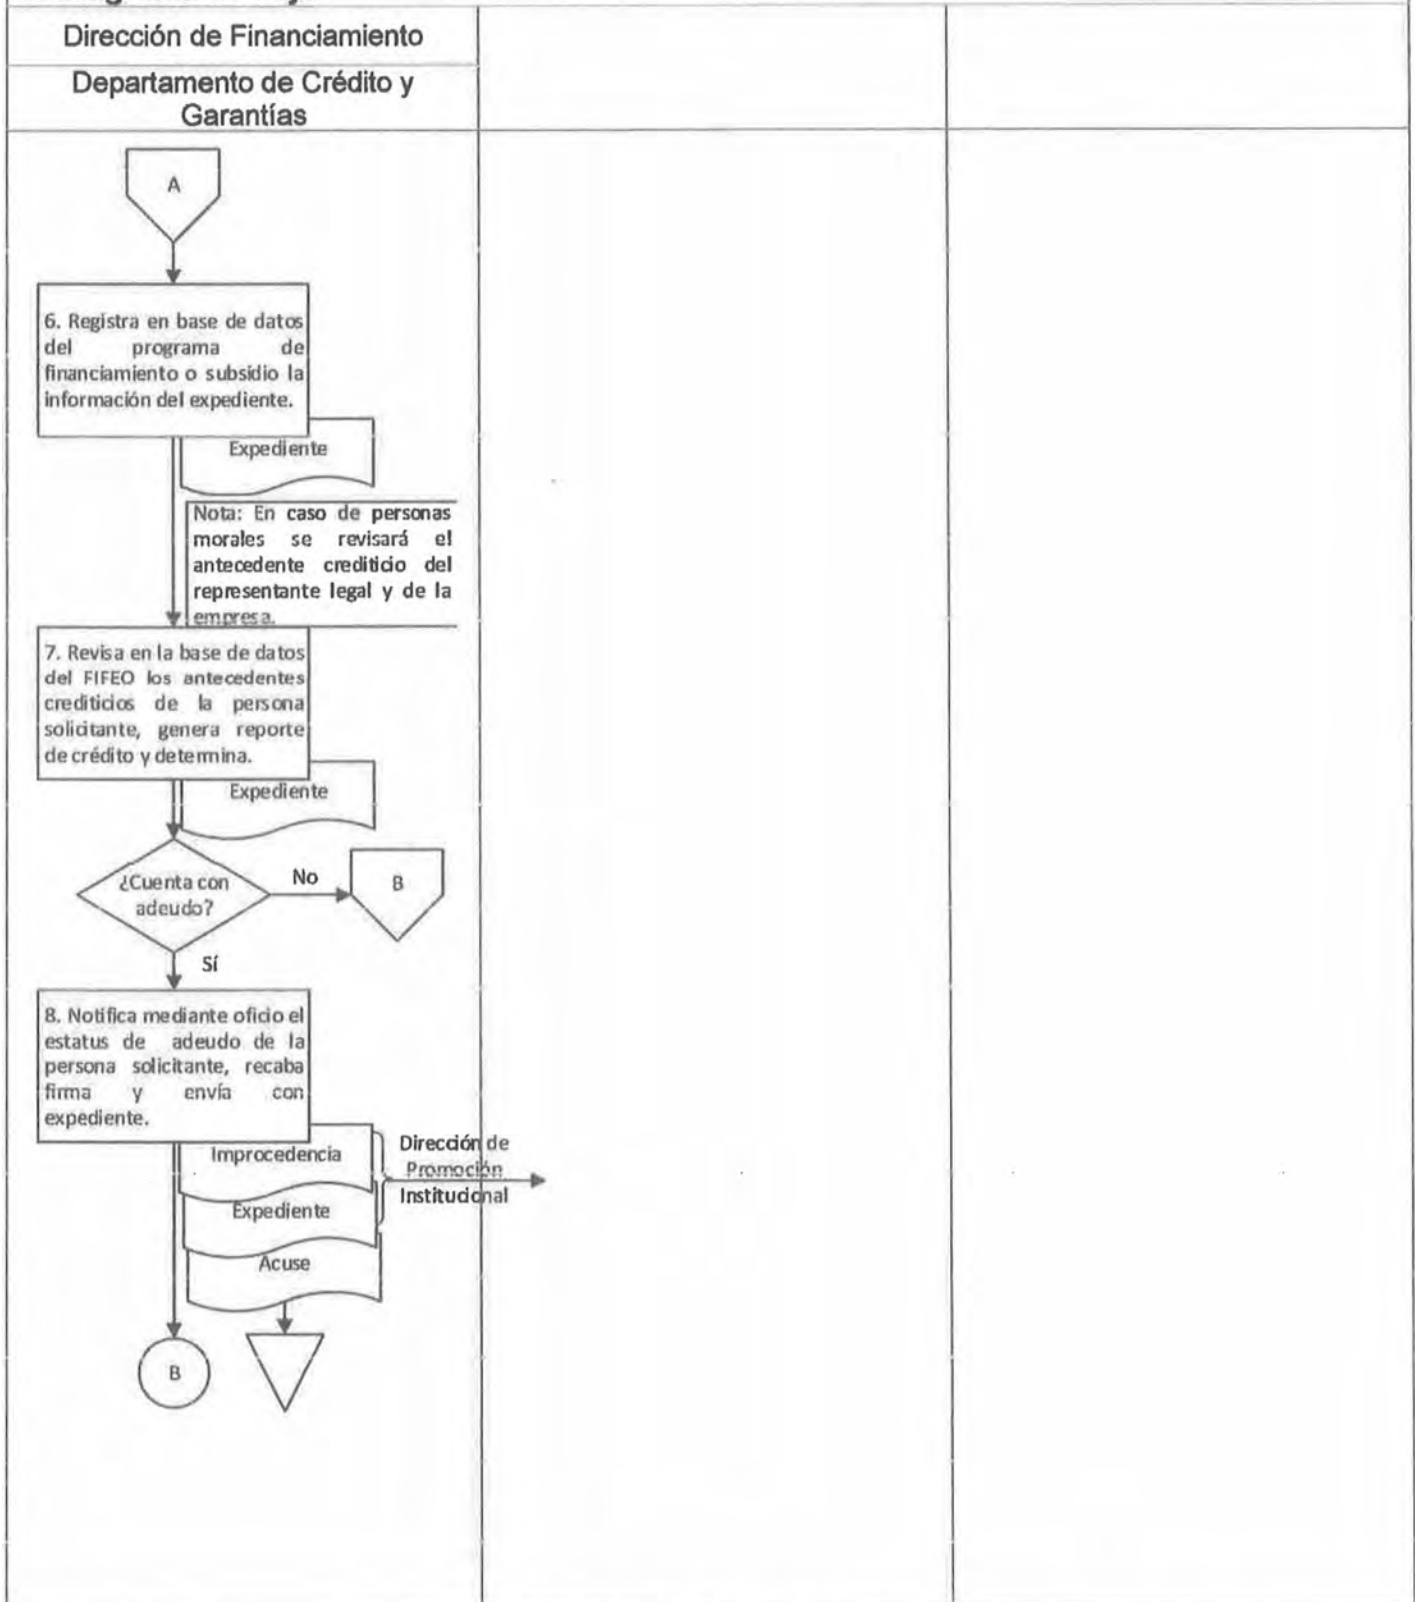 Dirección de Financiamiento
Departamento de Crédito y
Garantías
A
6. Registra en base de datos
del programa de
financiamiento o subsidio la
información del expediente.
Expediente
Nota: En caso de personas
morales se revisará el
antecedente crediticio del
representante legal y de la
empresa.
7. Revisa en la base de datos
del FIFEO los antecedentes
crediticios de la persona
solicitante, genera reporte
de crédito y determina.
Expediente
¿Cuenta con
adeudo?
No
B
Sí
8. Notifica mediante oficio el
estatus de adeudo de la
persona solicitante, recaba
firma y envía con
expediente.
Improcedencia
Dirección de
Promoción
Institucional
Expediente
Acuse
B